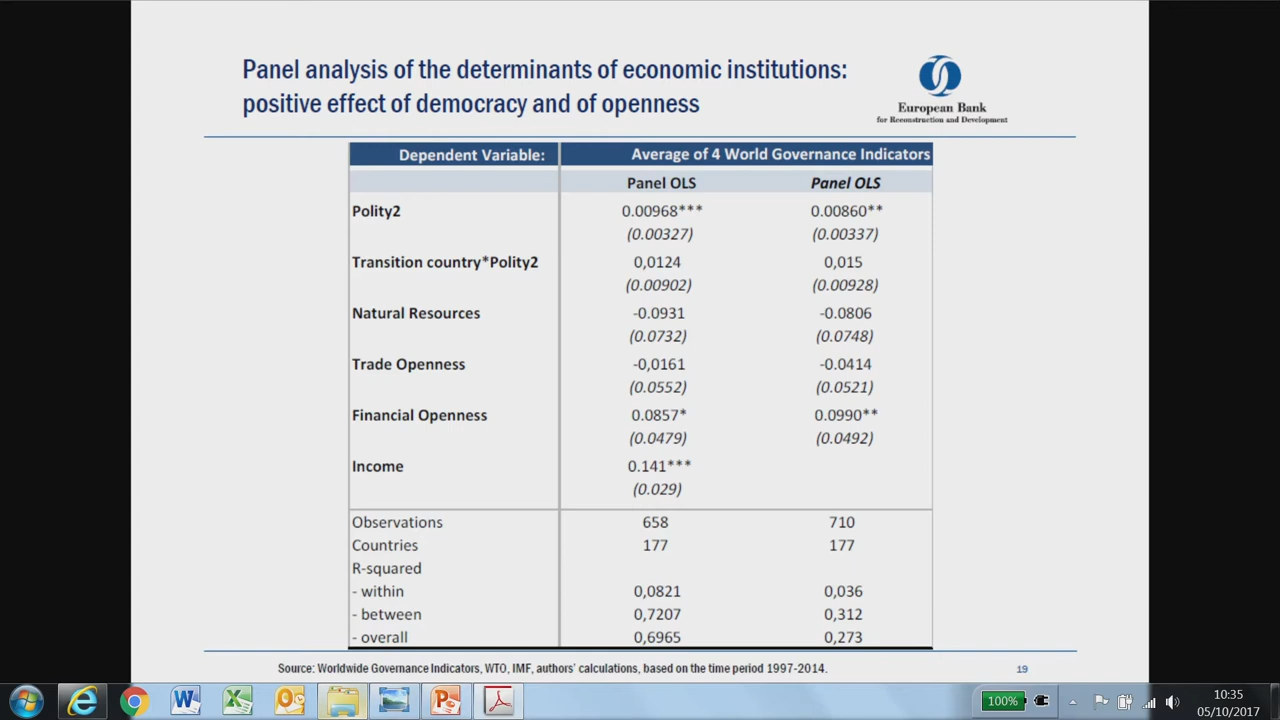 Panel analysis of the determinants of economic institutions:
positive effect of democracy and of openness
European Bank
for Reconstruction and Development
Dependent Variable: Average of 4 World Governance Indicators
Panel OLS Panel OLS
Polity2 0.00968*** 0.00860**
(0.00327) (0.00337)
Transition country*Polity2 0,0124 0,015
(0.00902) (0.00928)
Natural Resources -0.0931 -0.0806
(0.0732) (0.0748)
Trade Openness -0,0161 -0.0414
(0.0552) (0.0521)
Financial Openness 0.0857* 0.0990**
(0.0479) (0.0492)
Income 0.141***
(0.029)
Observations 658 710
Countries 177 177
R-squared
- within 0,0821 0,036
- between 0,7207 0,312
- overall 0,6965 0,273
Source: Worldwide Governance Indicators, WTO, IMF, authors' calculations, based on the time period 1997-2014.
19
100%
10:35
05/10/2017